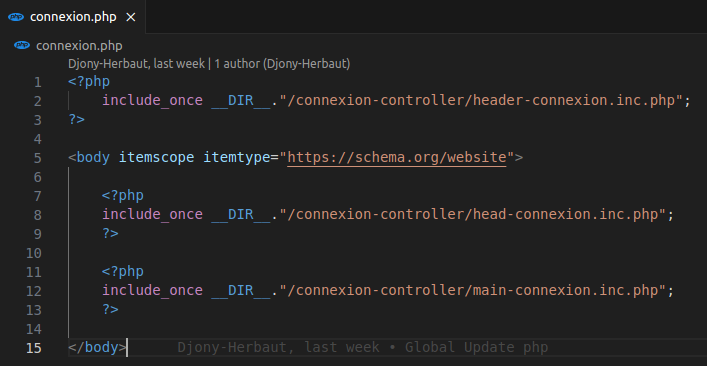 php connexion.php ×
php connexion.php
Djony-Herbaut, last week | 1 author (Djony-Herbaut)
1 <?php
2 include_once __DIR__."/connexion-controller/header-connexion.inc.php";
3 ?>
4
5 <body itemscope itemtype="https://schema.org/website">
6
7 <?php
8 include_once __DIR__."/connexion-controller/head-connexion.inc.php";
9 ?>
10
11 <?php
12 include_once __DIR__."/connexion-controller/main-connexion.inc.php";
13 ?>
14
15 </body> Djony-Herbaut, last week • Global Update php